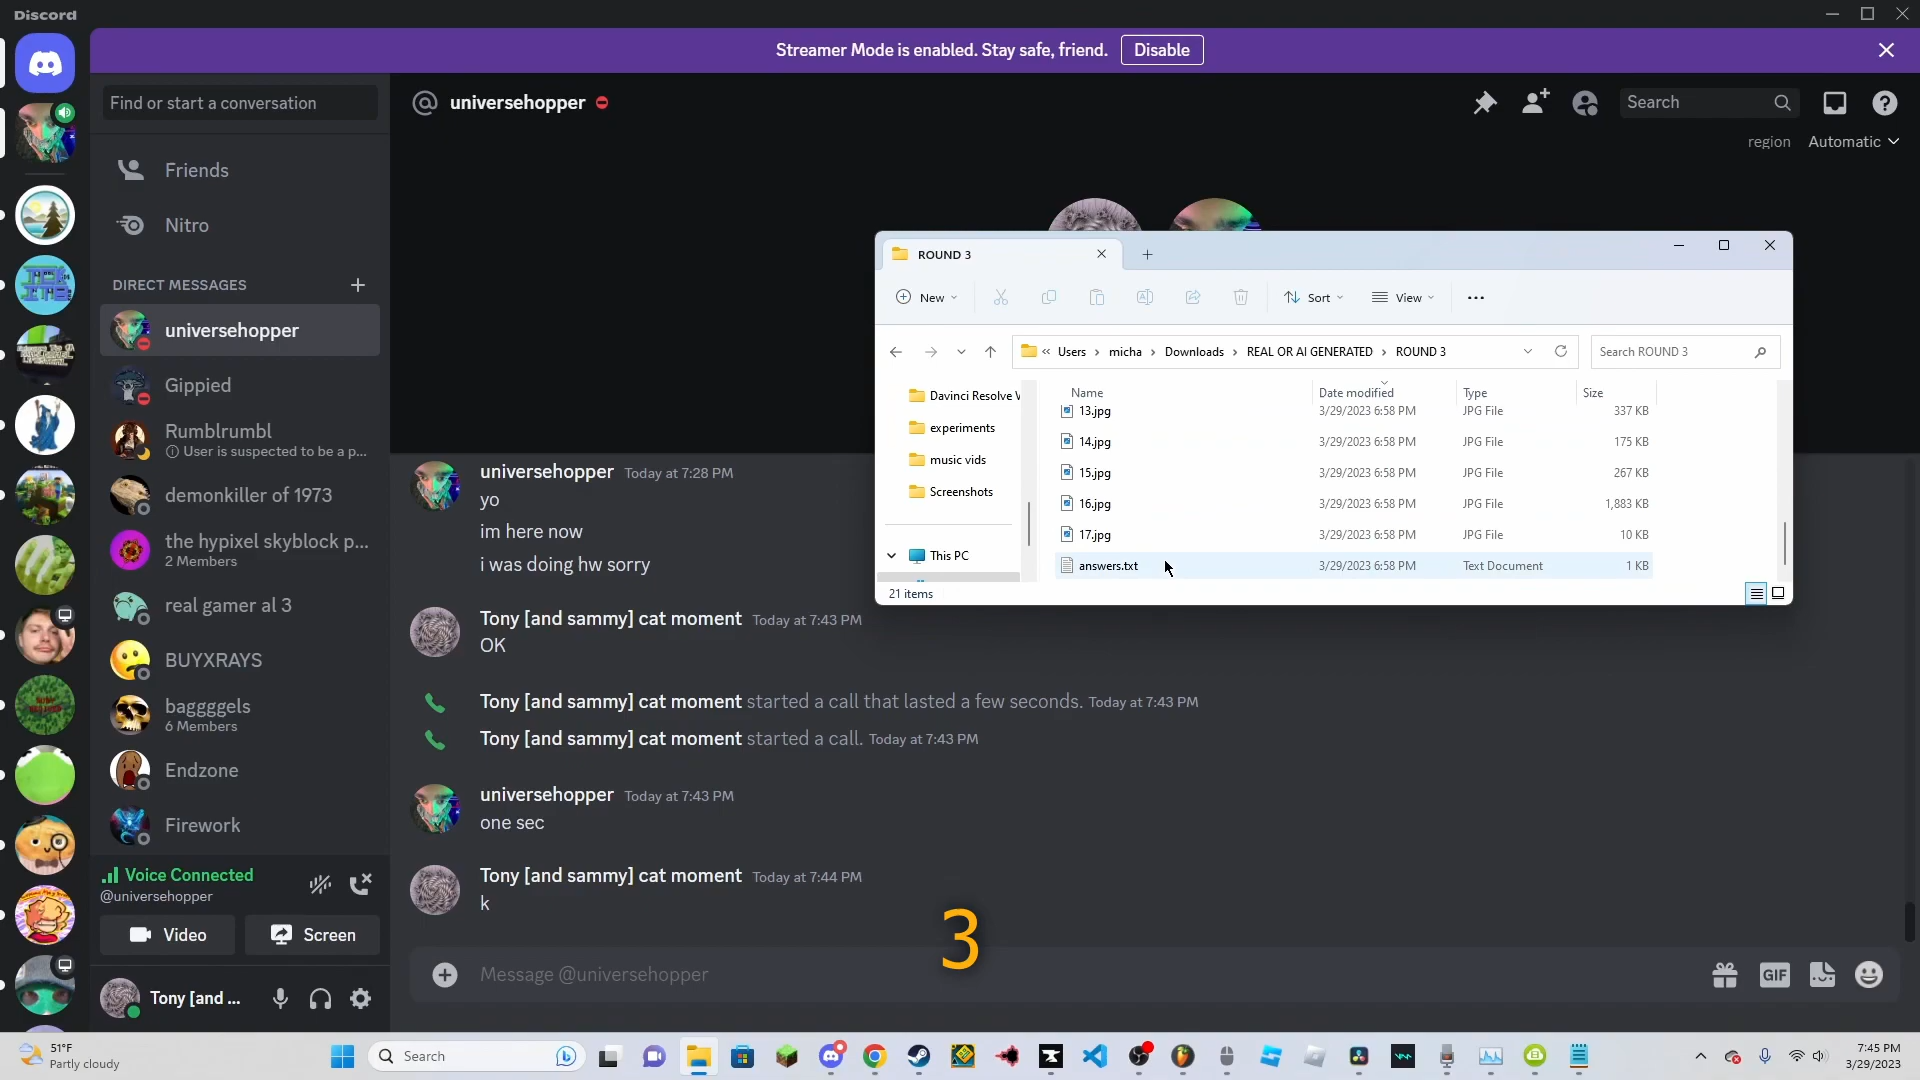 Discord
Streamer Mode is enabled. Stay safe, friend.
Disable
Find or start a conversation
universehopper
Search
region
Automatic
Friends
Nitro
DIRECT MESSAGES
universehopper
Gippied
Rumblrumbl
User is suspected to be a p...
demonkiller of 1973
the hypixel skyblock p...
2 Members
real gamer al 3
BUYXRAYS
baggggels
6 Members
Endzone
Firework
Voice Connected
@universehopper
Video
Screen
Tony [and ...
universehopper Today at 7:28 PM
yo
im here now
i was doing hw sorry
Tony [and sammy] cat moment Today at 7:43 PM
OK
Tony [and sammy] cat moment started a call that lasted a few seconds. Today at 7:43 PM
Tony [and sammy] cat moment started a call. Today at 7:43 PM
universehopper Today at 7:43 PM
one sec
Tony [and sammy] cat moment Today at 7:44 PM
k
3
Message @universehopper
GIF
ROUND 3
New
Sort
View
« Users > micha > Downloads > REAL OR AI GENERATED > ROUND 3
Search ROUND 3
Davinci Resolve
experiments
music vids
Screenshots
This PC
Name Date modified Type Size
13.jpg 3/29/2023 6:58 PM JPG File 337 KB
14.jpg 3/29/2023 6:58 PM JPG File 175 KB
15.jpg 3/29/2023 6:58 PM JPG File 267 KB
16.jpg 3/29/2023 6:58 PM JPG File 1,883 KB
17.jpg 3/29/2023 6:58 PM JPG File 10 KB
answers.txt 3/29/2023 6:58 PM Text Document 1 KB
21 items
51°F
Partly cloudy
Search
7:45 PM
3/29/2023